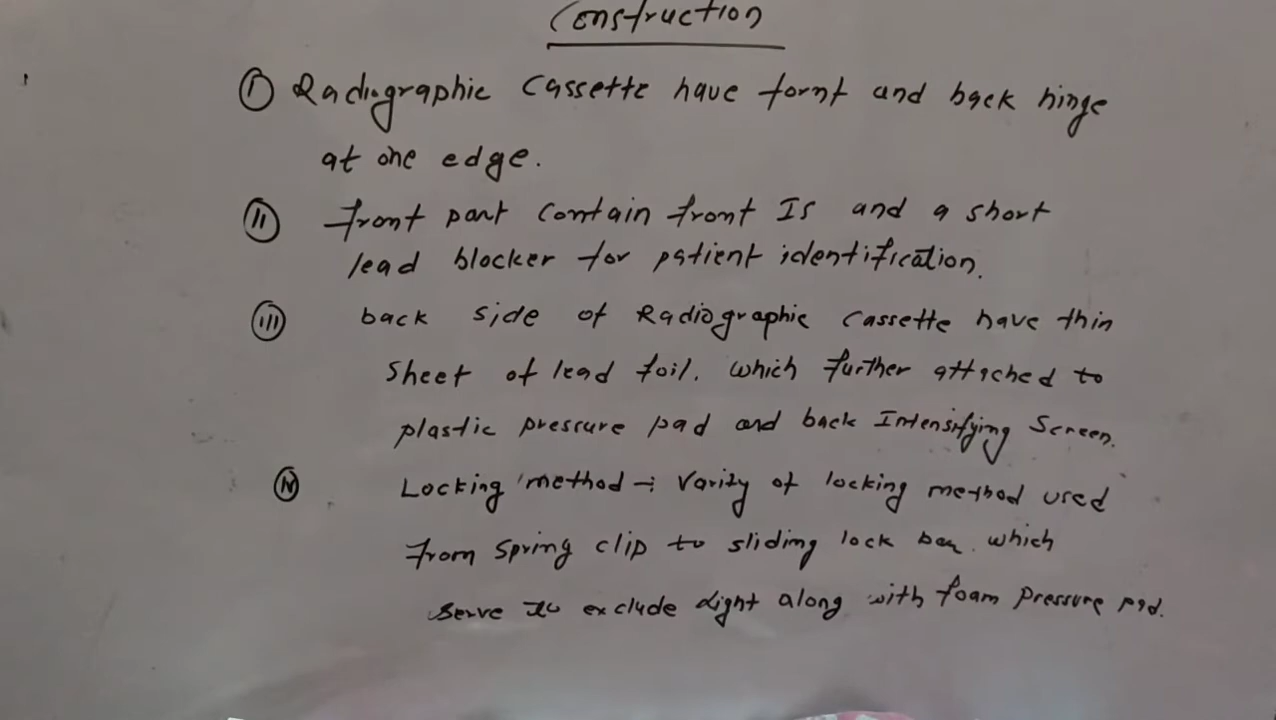 Construction
(I) Radiographic Cassette have fornt and back hinge
at one edge.
(II) front part Contain front IS and a short
lead blocker for patient identification.
(III) back side of Radiographic Cassette have thin
Sheet of lead foil. which further attached to
plastic pressure pad and back Intensifying Screen.
(IV) Locking method → Varity of locking method used
from spring clip to sliding lock bar. which
serve to exclude light along with foam Pressure pad.